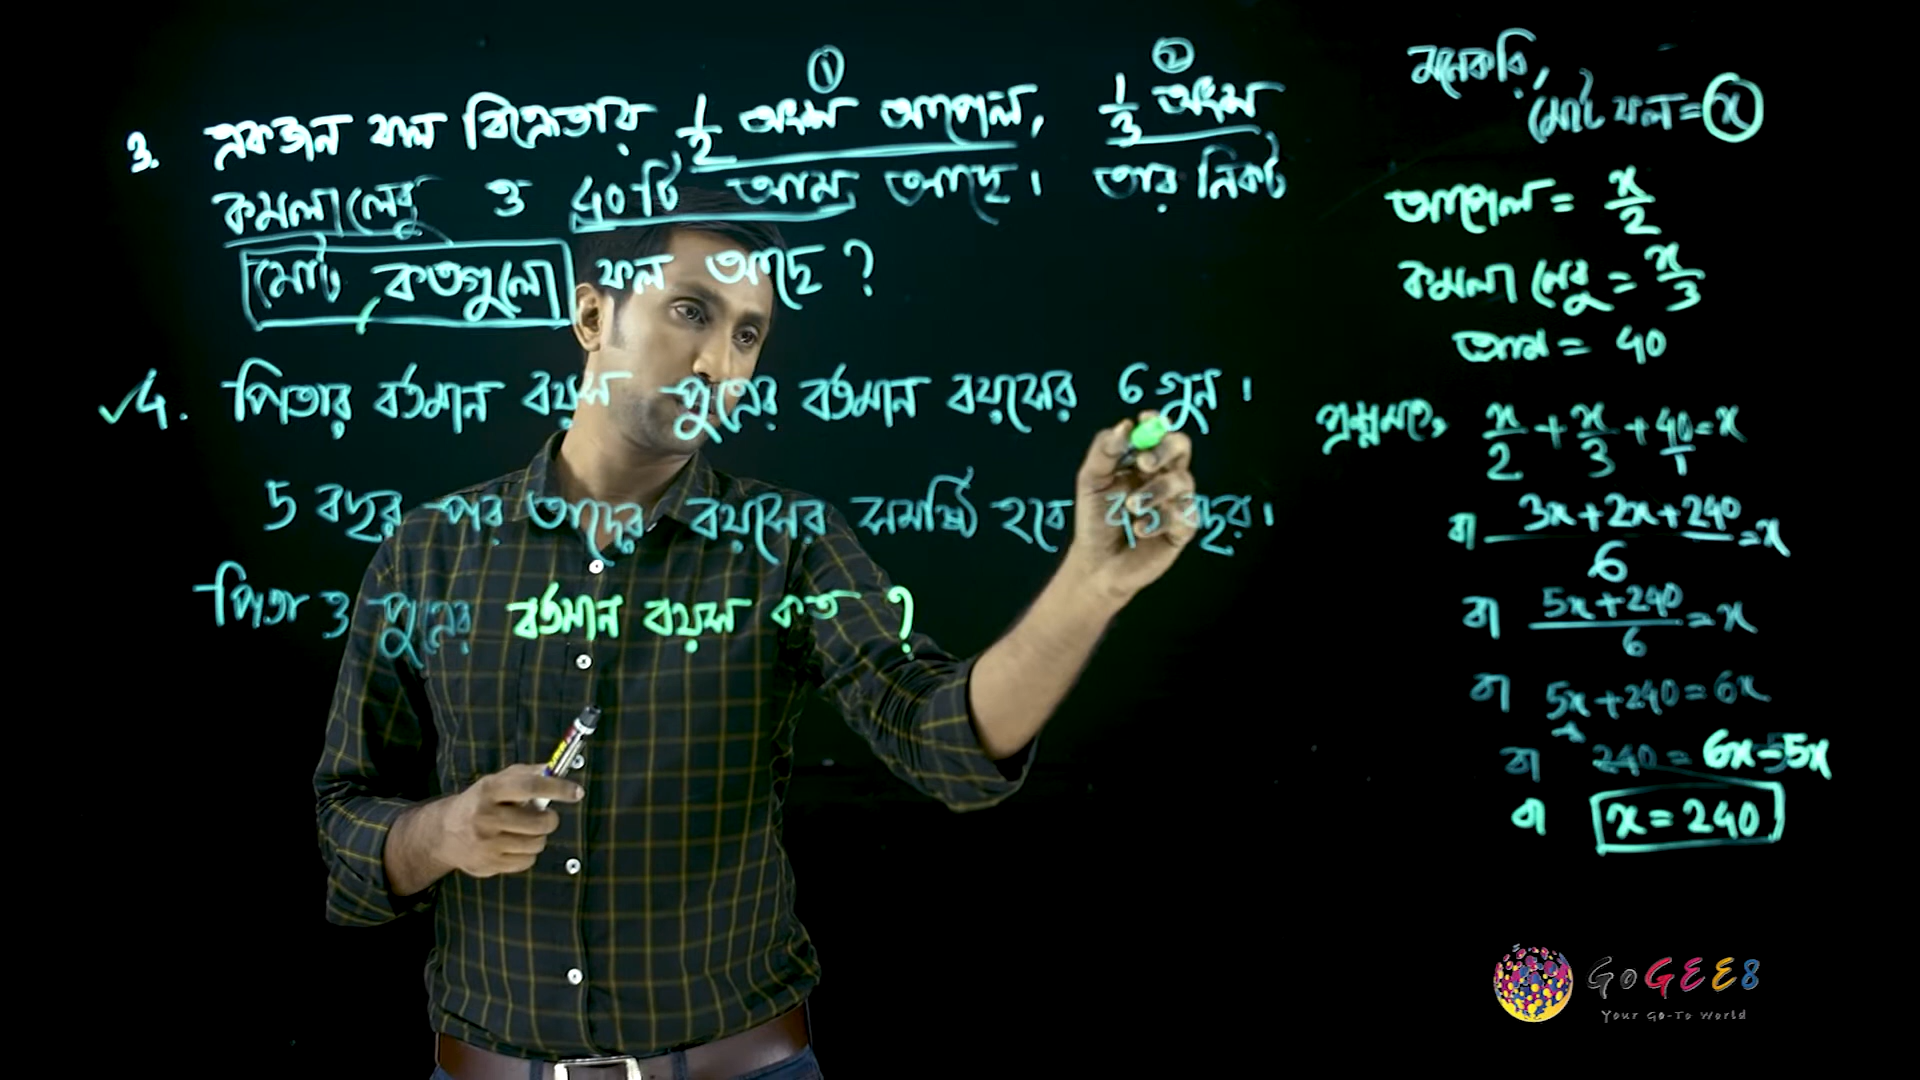 ①
②
3. একজন ফল বিক্রেতার 1/2 অংশ আপেল, 1/3 অংশ
কমলালেবু ও 40টি আম আছে। তার নিকট
মোট কতগুলো ফল আছে?
✓4. পিতার বর্তমান বয়স পুত্রের বর্তমান বয়সের 6 গুন।
5 বছর পর তাদের বয়সের সমষ্টি হবে 45 বছর।
পিতা ও পুত্রের বর্তমান বয়স কত ?
মনেকরি,
মোট ফল = x
আপেল = x/2
কমলা লেবু = x/3
আম = 40
প্রশ্নমতে, x/2 + x/3 + 40/1 = x
বা (3x+2x+240)/6 = x
বা (5x+240)/6 = x
বা 5x+240=6x
বা 240 = 6x-5x
বা x = 240
GoGEE8
Your Go-To World